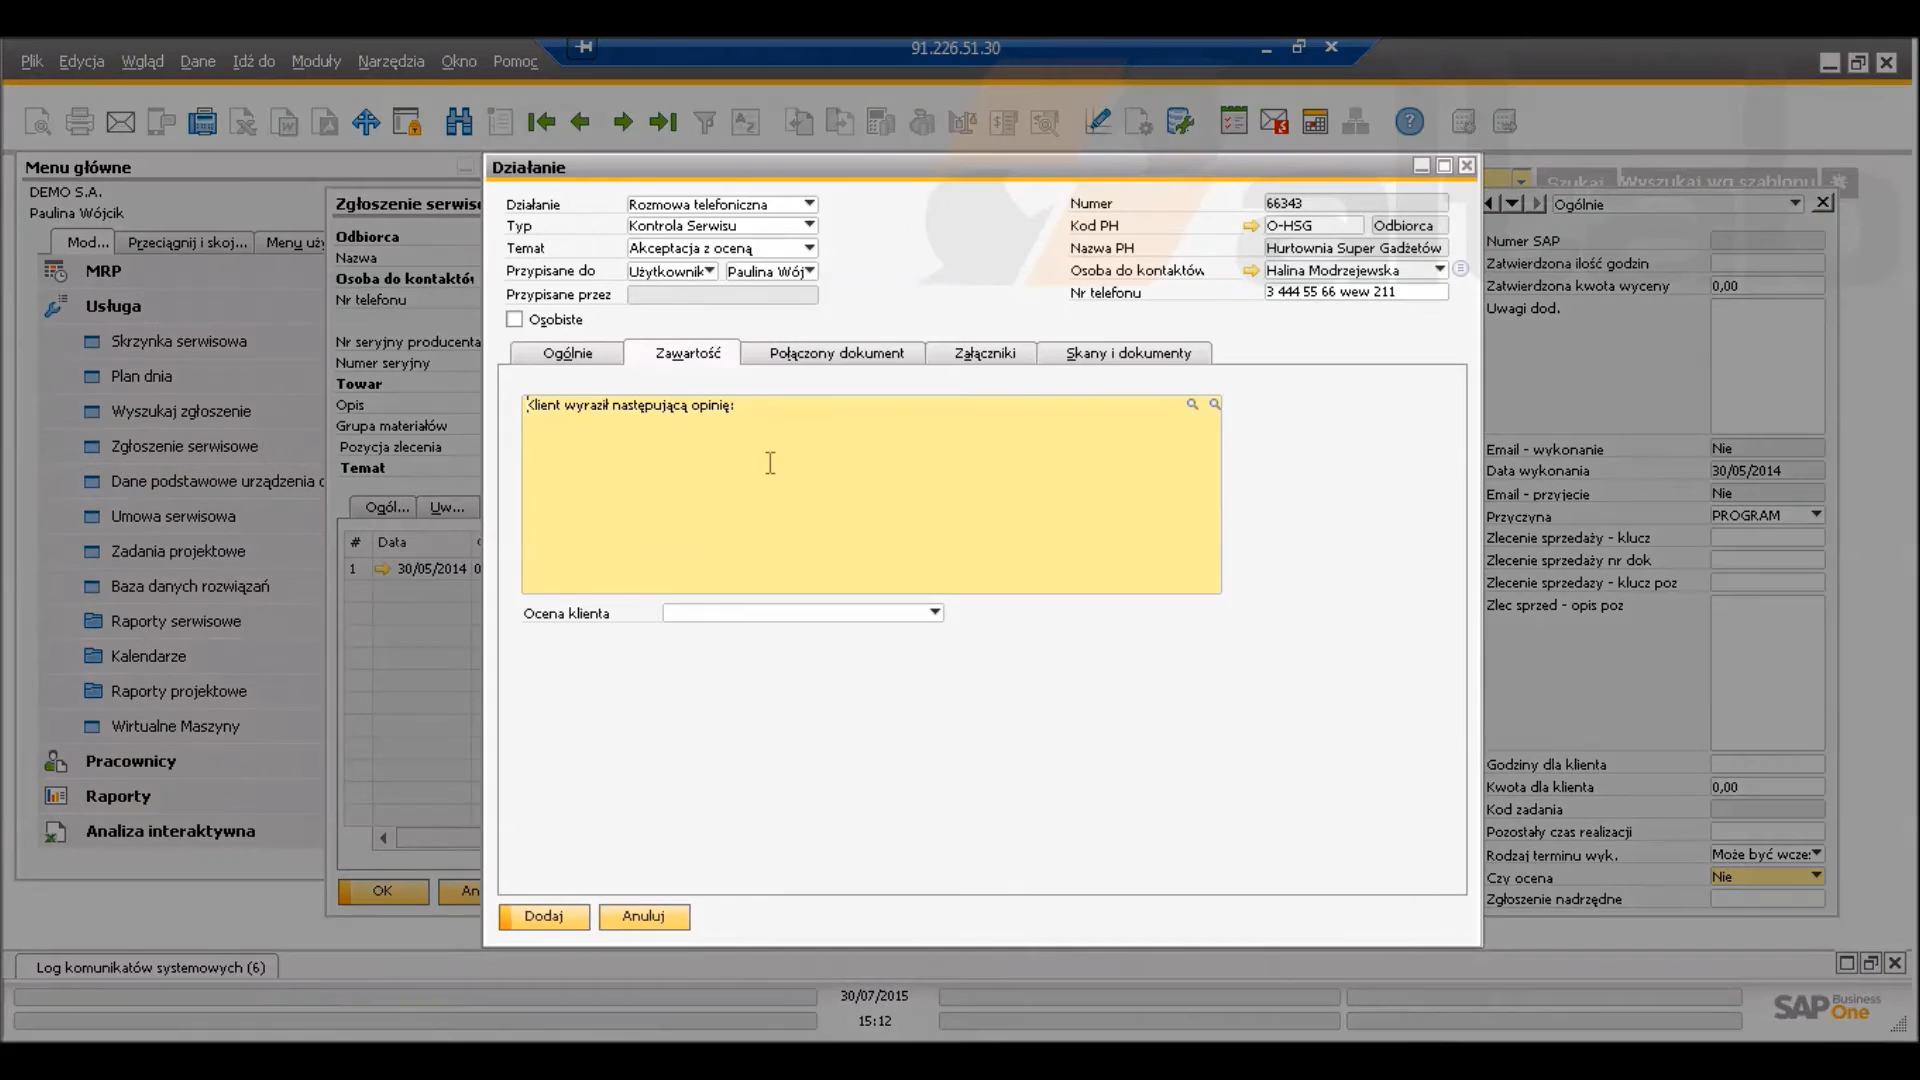 91.226.51.30
Plik Edycja Wgląd Dane Idź do Moduły Narzędzia Okno Pomoc
Menu główne
DEMO S.A.
Paulina Wójcik
Mod... Przeciągnij i skoj... Menu uży
MRP
Usługa
Skrzynka serwisowa
Plan dnia
Wyszukaj zgłoszenie
Zgłoszenie serwisowe
Dane podstawowe urządzenia
Umowa serwisowa
Zadania projektowe
Baza danych rozwiązań
Raporty serwisowe
Kalendarze
Raporty projektowe
Wirtualne Maszyny
Pracownicy
Raporty
Analiza interaktywna
Zgłoszenie serwiso
Odbiorca
Nazwa
Osoba do kontaktów
Nr telefonu
Nr seryjny producenta
Numer seryjny
Towar
Opis
Grupa materiałów
Pozycja zlecenia
Temat
Ogól... Uw...
# Data
1 30/05/2014 0
OK An
Działanie
Działanie Rozmowa telefoniczna
Typ Kontrola Serwisu
Temat Akceptacja z oceną
Przypisane do Użytkownik Paulina Wój
Przypisane przez
Osobiste
Numer 66343
Kod PH O-HSG Odbiorca
Nazwa PH Hurtownia Super Gadżetów
Osoba do kontaktów Halina Modrzejewska
Nr telefonu 3 444 55 66 wew 211
Ogólnie Zawartość Połączony dokument Załączniki Skany i dokumenty
Klient wyraził następującą opinię:
Ocena klienta
Dodaj Anuluj
Szukaj Wyszukaj wg szablonu
Ogólnie
Numer SAP
Zatwierdzona ilość godzin
Zatwierdzona kwota wyceny 0,00
Uwagi dod.
Email - wykonanie Nie
Data wykonania 30/05/2014
Email - przyjecie Nie
Przyczyna PROGRAM
Zlecenie sprzedaży - klucz
Zlecenie sprzedaży nr dok
Zlecenie sprzedazy - klucz poz
Zlec sprzed - opis poz
Godziny dla klienta
Kwota dla klienta 0,00
Kod zadania
Pozostały czas realizacji
Rodzaj terminu wyk. Może być wcze:
Czy ocena Nie
Zgłoszenie nadrzędne
Log komunikatów systemowych (6)
30/07/2015
15:12
SAP Business One